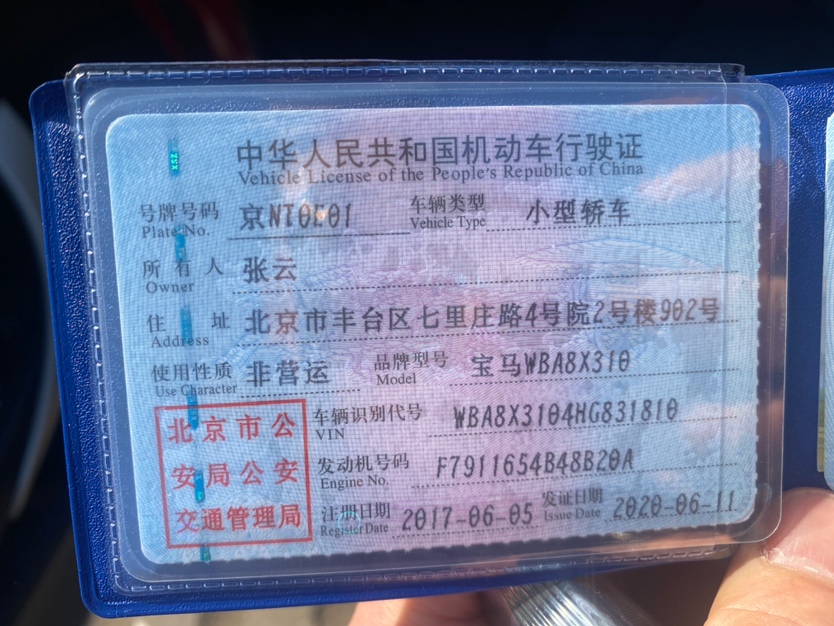 中华人民共和国机动车行驶证
Vehicle License of the People's Republic of China
号牌号码 京NT0E01 车辆类型 小型轿车
Plate No. Vehicle Type
所有人 张云
Owner
住址 北京市丰台区七里庄路4号院2号楼902号
Address
使用性质 非营运 品牌型号 宝马WBA8X310
Use Character Model
北京市公
安局公安
交通管理局
车辆识别代号 WBA8X3104HG831810
VIN
发动机号码 F7911654B48B20A
Engine No.
注册日期 2017-06-05 发证日期 2020-06-11
Register Date Issue Date